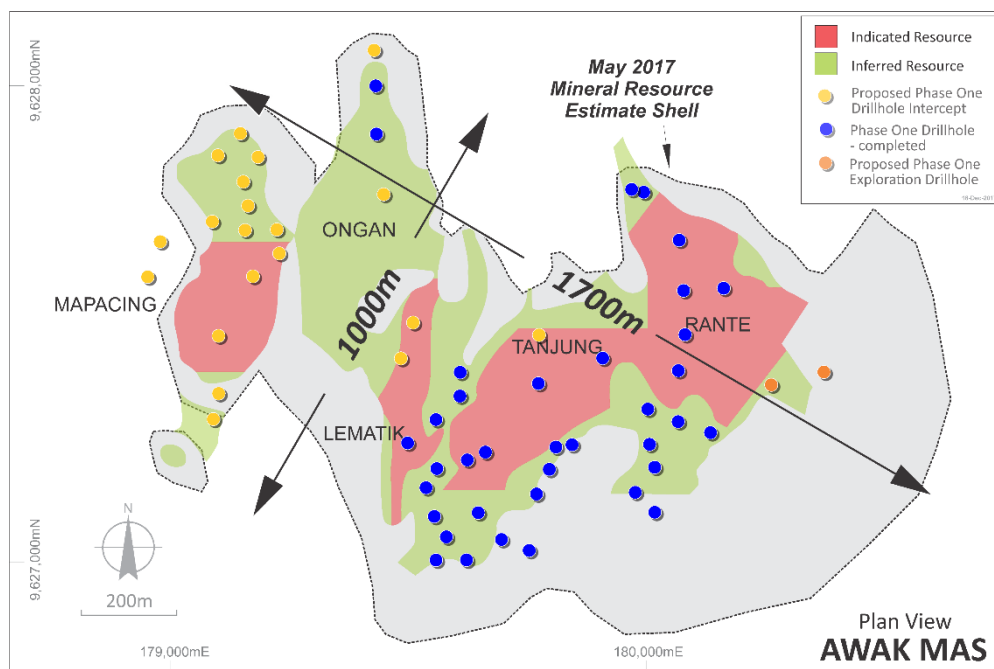 Indicated Resource
Inferred Resource
Proposed Phase One
Drillhole Intercept
Phase One Drillhole
- completed
Proposed Phase One
Exploration Drillhole
May 2017
Mineral Resource
Estimate Shell
9,628,000mN
ONGAN
MAPACING
1000m
1700m
TANJUNG
RANTE
LEMATIK
9,627,000mN
N
200m
179,000mE
180,000mE
Plan View
AWAK MAS